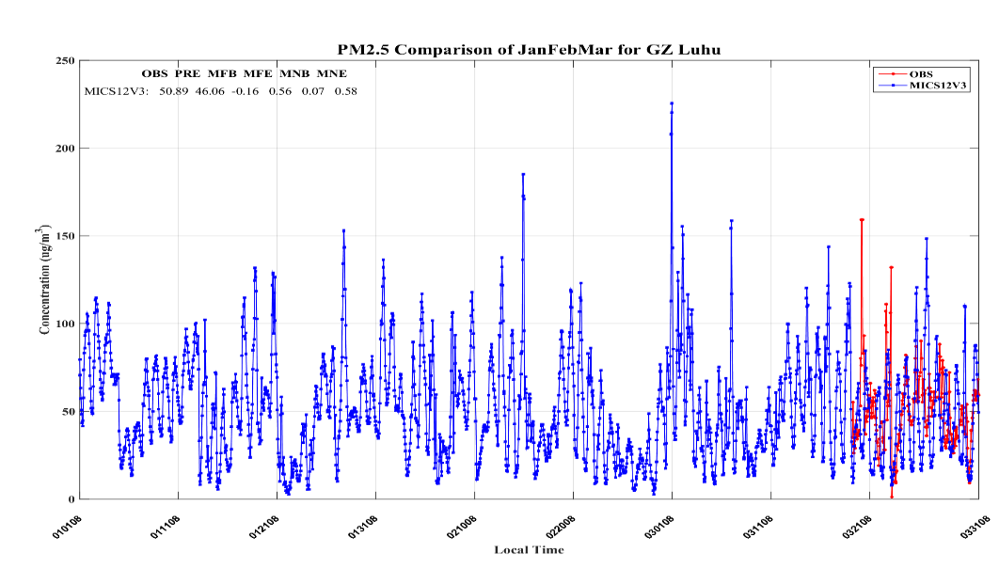 PM2.5 Comparison of JanFebMar for GZ Luhu
OBS PRE MFB MFE MNB MNE
MICS12V3: 50.89 46.06 -0.16 0.56 0.07 0.58
OBS
MICS12V3
250
200
150
100
50
0
Concentration (ug/m³)
010108 011108 012108 013108 021008 022008 030108 031108 032108 033108
Local Time